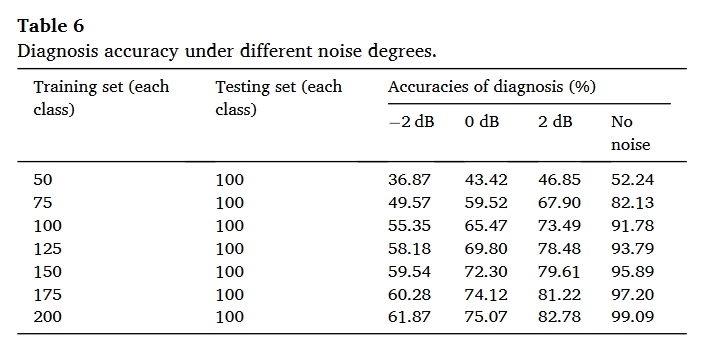 Table 6
Diagnosis accuracy under different noise degrees.
Training set (each class) Testing set (each class) Accuracies of diagnosis (%)
−2 dB 0 dB 2 dB No noise
50 100 36.87 43.42 46.85 52.24
75 100 49.57 59.52 67.90 82.13
100 100 55.35 65.47 73.49 91.78
125 100 58.18 69.80 78.48 93.79
150 100 59.54 72.30 79.61 95.89
175 100 60.28 74.12 81.22 97.20
200 100 61.87 75.07 82.78 99.09